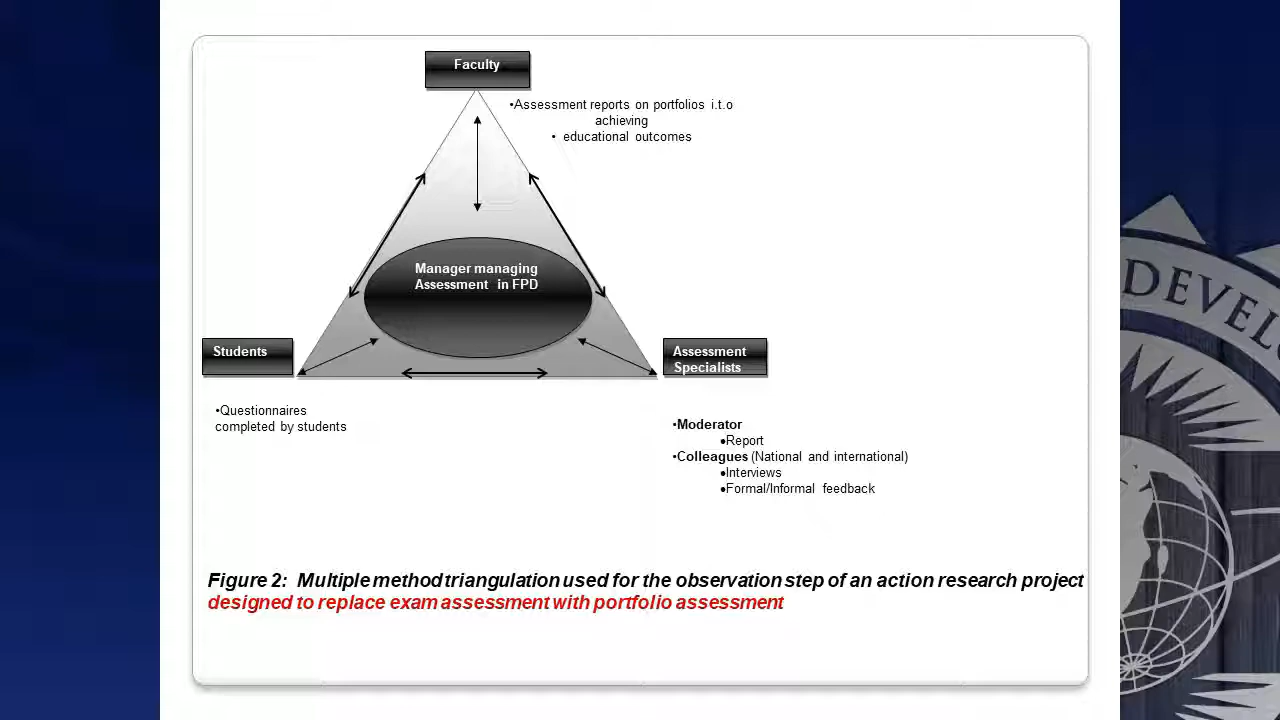 Faculty
•Assessment reports on portfolios i.t.o
achieving
• educational outcomes
Manager managing
Assessment in FPD
Students
Assessment
Specialists
•Questionnaires
completed by students
•Moderator
•Report
•Colleagues (National and international)
•Interviews
•Formal/Informal feedback
Figure 2: Multiple method triangulation used for the observation step of an action research project
designed to replace exam assessment with portfolio assessment